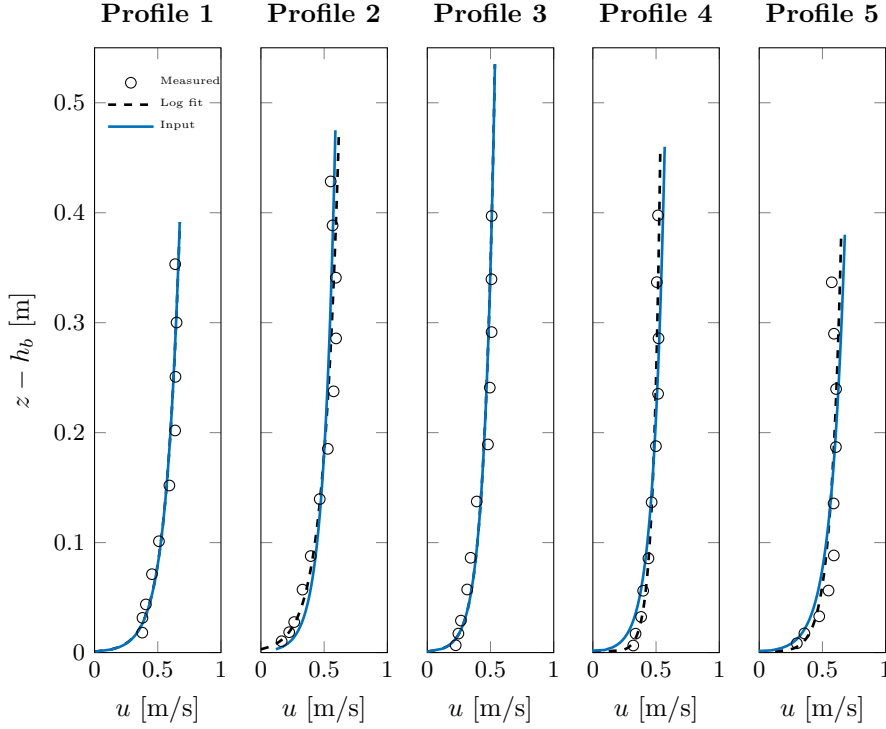 Profile 1 Profile 2 Profile 3 Profile 4 Profile 5
Measured
Log fit
Input
0.5
0.4
0.3
0.2
0.1
0
z − h_b [m]
0 0.5 1 0 0.5 1 0 0.5 1 0 0.5 1 0 0.5 1
u [m/s] u [m/s] u [m/s] u [m/s] u [m/s]